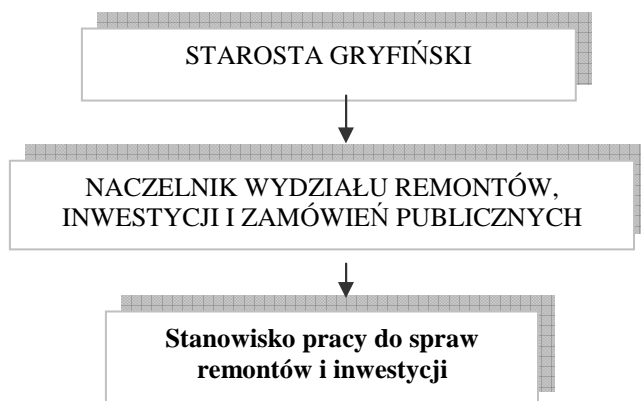 STAROSTA GRYFIŃSKI
NACZELNIK WYDZIAŁU REMONTÓW,
INWESTYCJI I ZAMÓWIEŃ PUBLICZNYCH
Stanowisko pracy do spraw
remontów i inwestycji